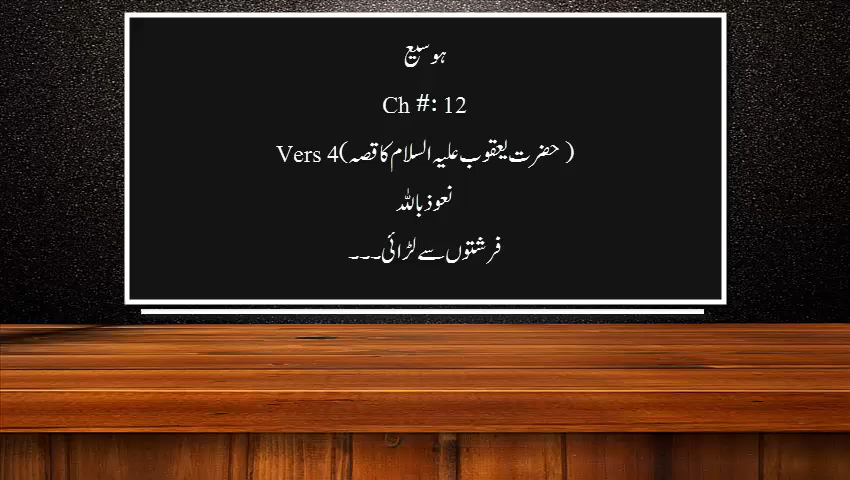 ہوسیع
Ch #: 12
Vers 4(حضرت یعقوب علیہ السلام کا قصہ )
نعوذ باللہ
فرشتوں سے لڑائی۔۔۔